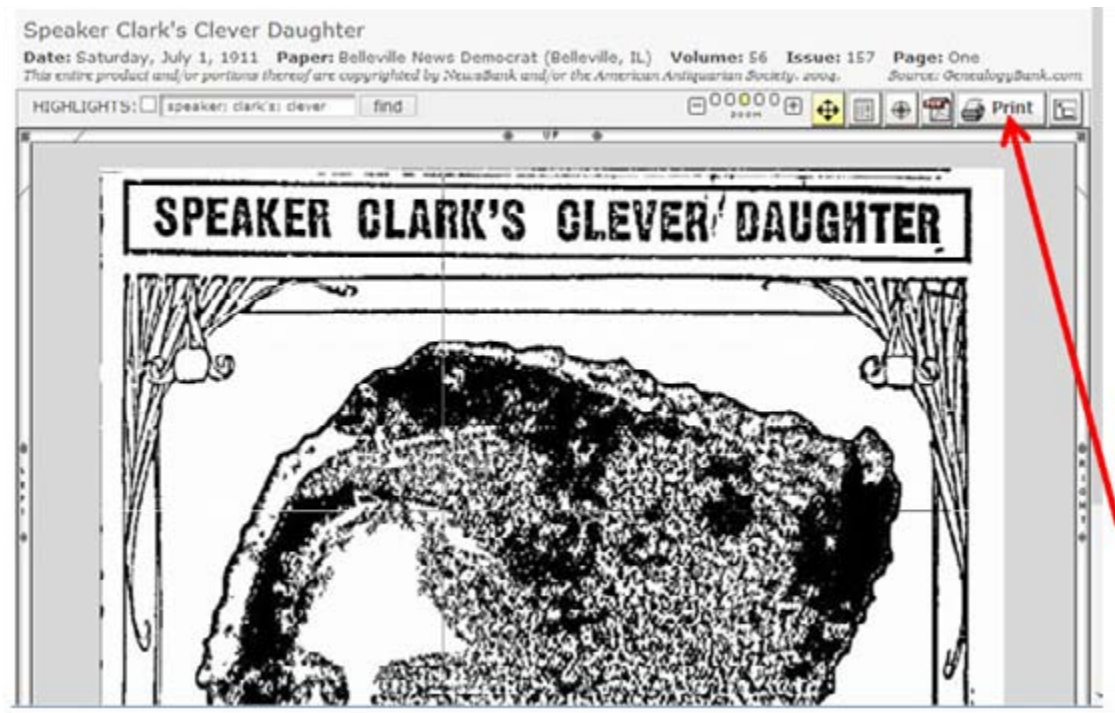 Speaker Clark's Clever Daughter
Date: Saturday, July 1, 1911 Paper: Belleville News Democrat (Belleville, IL) Volume: 56 Issue: 157 Page: One
This entire product and/or portions thereof are copyrighted by NewsBank and/or the American Antiquarian Society. 2004. Source: GenealogyBank.com
HIGHLIGHTS: speaker; clark's; clever find ZOOM Print
UP
SPEAKER CLARK'S CLEVER DAUGHTER
LEFT
RIGHT